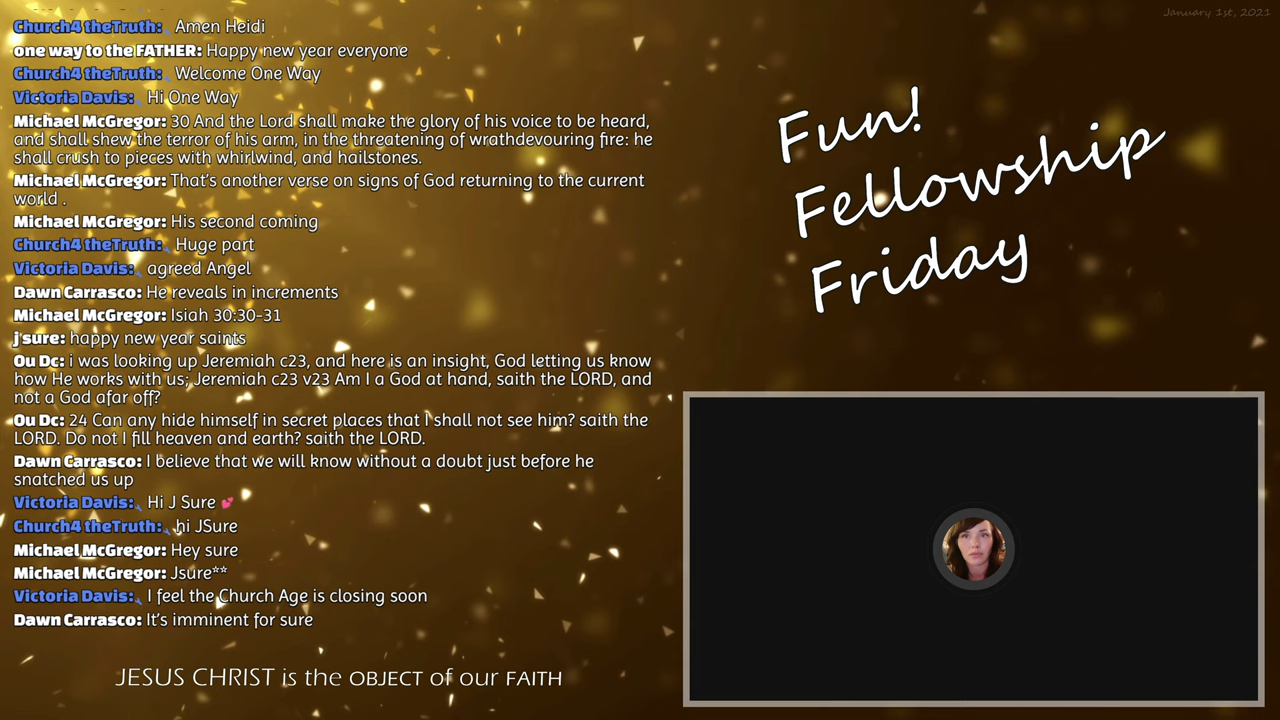 Church4 theTruth: Amen Heidi
one way to the FATHER: Happy new year everyone
Church4 theTruth: Welcome One Way
Victoria Davis: Hi One Way
Michael McGregor: 30 And the Lord shall make the glory of his voice to be heard,
and shall shew the terror of his arm, in the threatening of wrathdevouring fire: he
shall crush to pieces with whirlwind, and hailstones.
Michael McGregor: That's another verse on signs of God returning to the current
world .
Michael McGregor: His second coming
Church4 theTruth: Huge part
Victoria Davis: agreed Angel
Dawn Carrasco: He reveals in increments
Michael McGregor: Isiah 30:30-31
j sure: happy new year saints
Ou Dc: i was looking up Jeremiah c23, and here is an insight, God letting us know
how He works with us; Jeremiah c23 v23 Am I a God at hand, saith the LORD, and
not a God afar off?
Ou Dc: 24 Can any hide himself in secret places that I shall not see him? saith the
LORD. Do not I fill heaven and earth? saith the LORD.
Dawn Carrasco: I believe that we will know without a doubt just before he
snatched us up
Victoria Davis: Hi J Sure 💕
Church4 theTruth: hi JSure
Michael McGregor: Hey sure
Michael McGregor: Jsure**
Victoria Davis: I feel the Church Age is closing soon
Dawn Carrasco: It's imminent for sure
JESUS CHRIST is the OBJECT of our FAITH
January 1st, 2021
Fun!
Fellowship
Friday